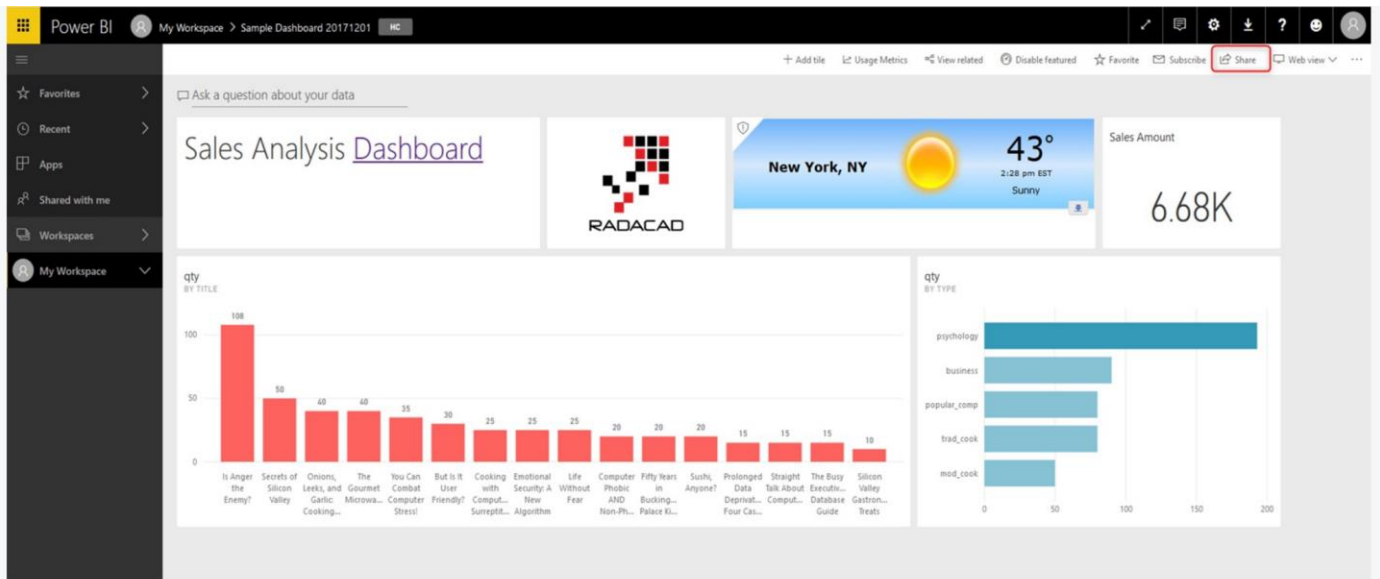 Power BI My Workspace > Sample Dashboard 20171201 HC
+ Add tile Usage Metrics View related Disable featured Favorite Subscribe Share Web view ...
Favorites
Recent
Apps
Shared with me
Workspaces
My Workspace
Ask a question about your data
Sales Analysis Dashboard
RADACAD
New York, NY
43°
2:28 pm EST
Sunny
Sales Amount
6.68K
qty
BY TITLE
100
50
0
108 50 40 40 35 30 25 25 25 20 20 20 15 15 15 10
Is Anger the Enemy?
Secrets of Silicon Valley
Onions, Leeks, and Garlic: Cooking...
The Gourmet Microwa...
You Can Combat Computer Stress!
But Is It User Friendly?
Cooking with Comput... Surreptit...
Emotional Security: A New Algorithm
Life Without Fear
Computer Phobic AND Non-Ph...
Fifty Years in Bucking... Palace Ki...
Sushi, Anyone?
Prolonged Data Deprivat... Four Cas...
Straight Talk About Comput...
The Busy Executiv... Database Guide
Silicon Valley Gastron... Treats
qty
BY TYPE
psychology
business
popular_comp
trad_cook
mod_cook
0 50 100 150 200